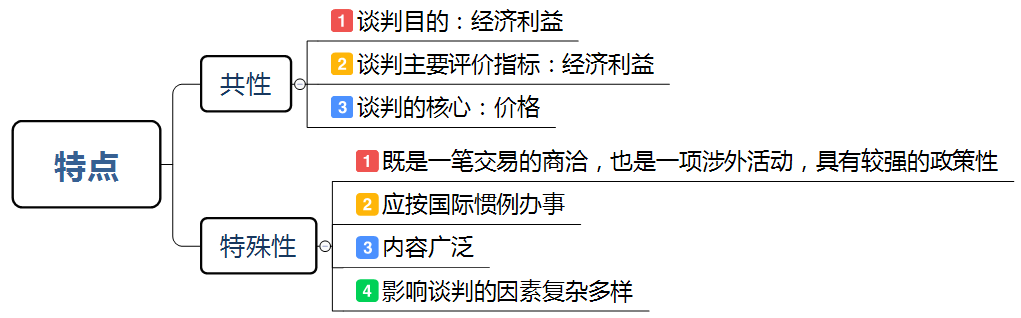 特点
共性
1 谈判目的：经济利益
2 谈判主要评价指标：经济利益
3 谈判的核心：价格
特殊性
1 既是一笔交易的商洽，也是一项涉外活动，具有较强的政策性
2 应按国际惯例办事
3 内容广泛
4 影响谈判的因素复杂多样